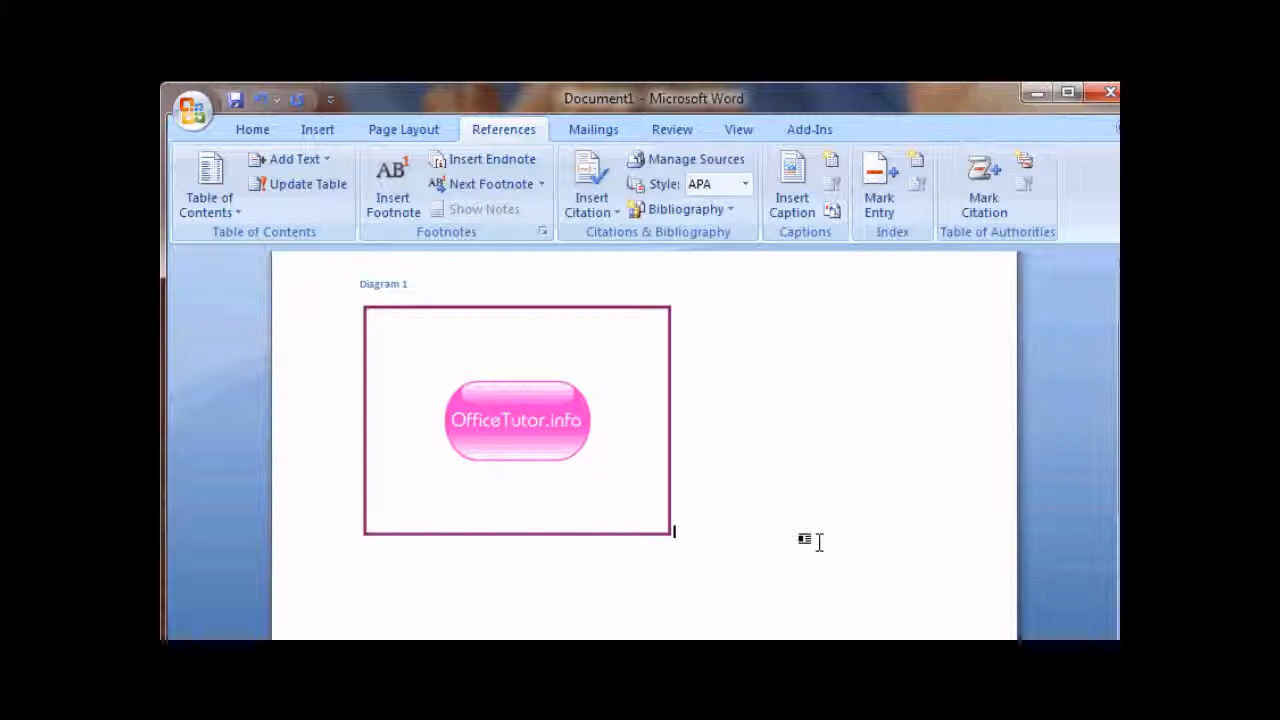 Document1 - Microsoft Word
Home Insert Page Layout References Mailings Review View Add-Ins
Table of Contents
Add Text
Update Table
Table of Contents
AB1
Insert Footnote
Insert Endnote
AB1 Next Footnote
Show Notes
Footnotes
Insert Citation
Manage Sources
Style: APA
Bibliography
Citations & Bibliography
Insert Caption
Captions
Mark Entry
Index
Mark Citation
Table of Authorities
Diagram 1
OfficeTutor.info